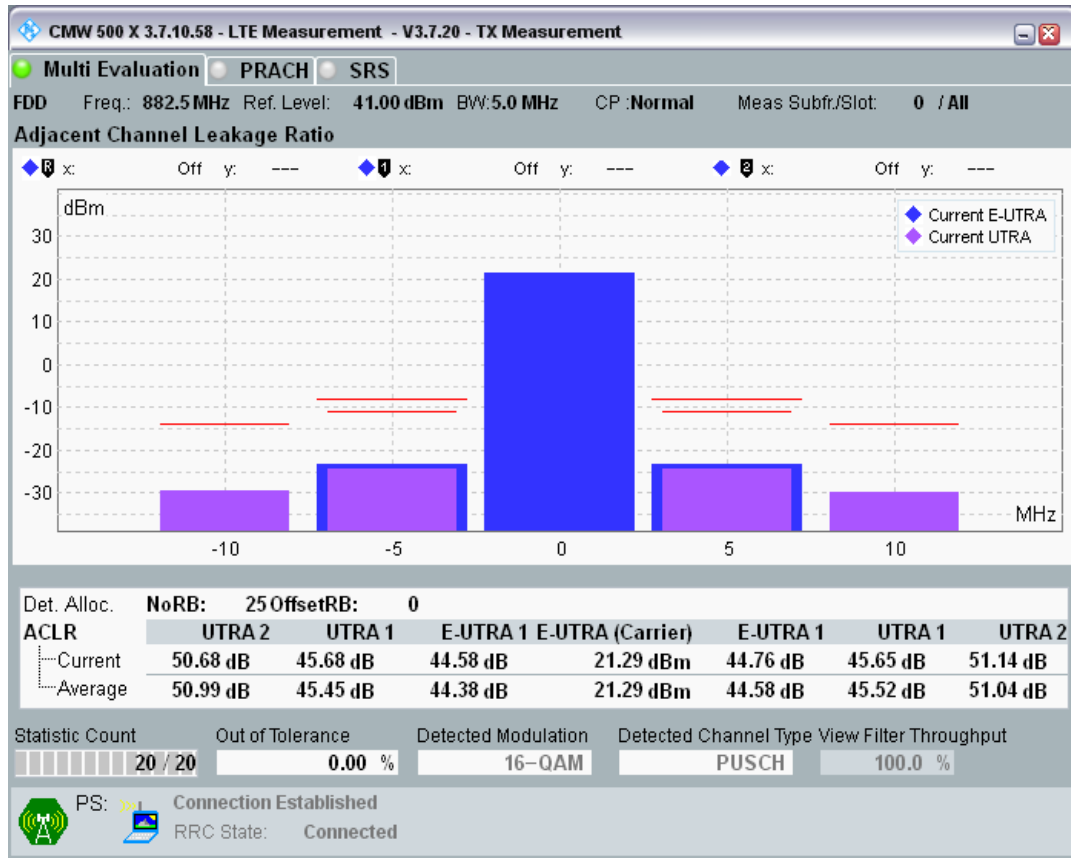 CMW 500 X 3.7.10.58 - LTE Measurement - V3.7.20 - TX Measurement
Multi Evaluation PRACH SRS
FDD Freq.: 882.5 MHz Ref. Level: 41.00 dBm BW: 5.0 MHz CP :Normal Meas Subfr./Slot: 0 / All
Adjacent Channel Leakage Ratio
R x: Off y: --- 1 x: Off y: --- 2 x: Off y: ---
dBm
Current E-UTRA
Current UTRA
30
20
10
0
-10
-20
-30
MHz
-10 -5 0 5 10
Det. Alloc. NoRB: 25 OffsetRB: 0
ACLR UTRA 2 UTRA 1 E-UTRA 1 E-UTRA (Carrier) E-UTRA 1 UTRA 1 UTRA 2
Current 50.68 dB 45.68 dB 44.58 dB 21.29 dBm 44.76 dB 45.65 dB 51.14 dB
Average 50.99 dB 45.45 dB 44.38 dB 21.29 dBm 44.58 dB 45.52 dB 51.04 dB
Statistic Count Out of Tolerance Detected Modulation Detected Channel Type View Filter Throughput
20 / 20 0.00 % 16-QAM PUSCH 100.0 %
PS: Connection Established
RRC State: Connected